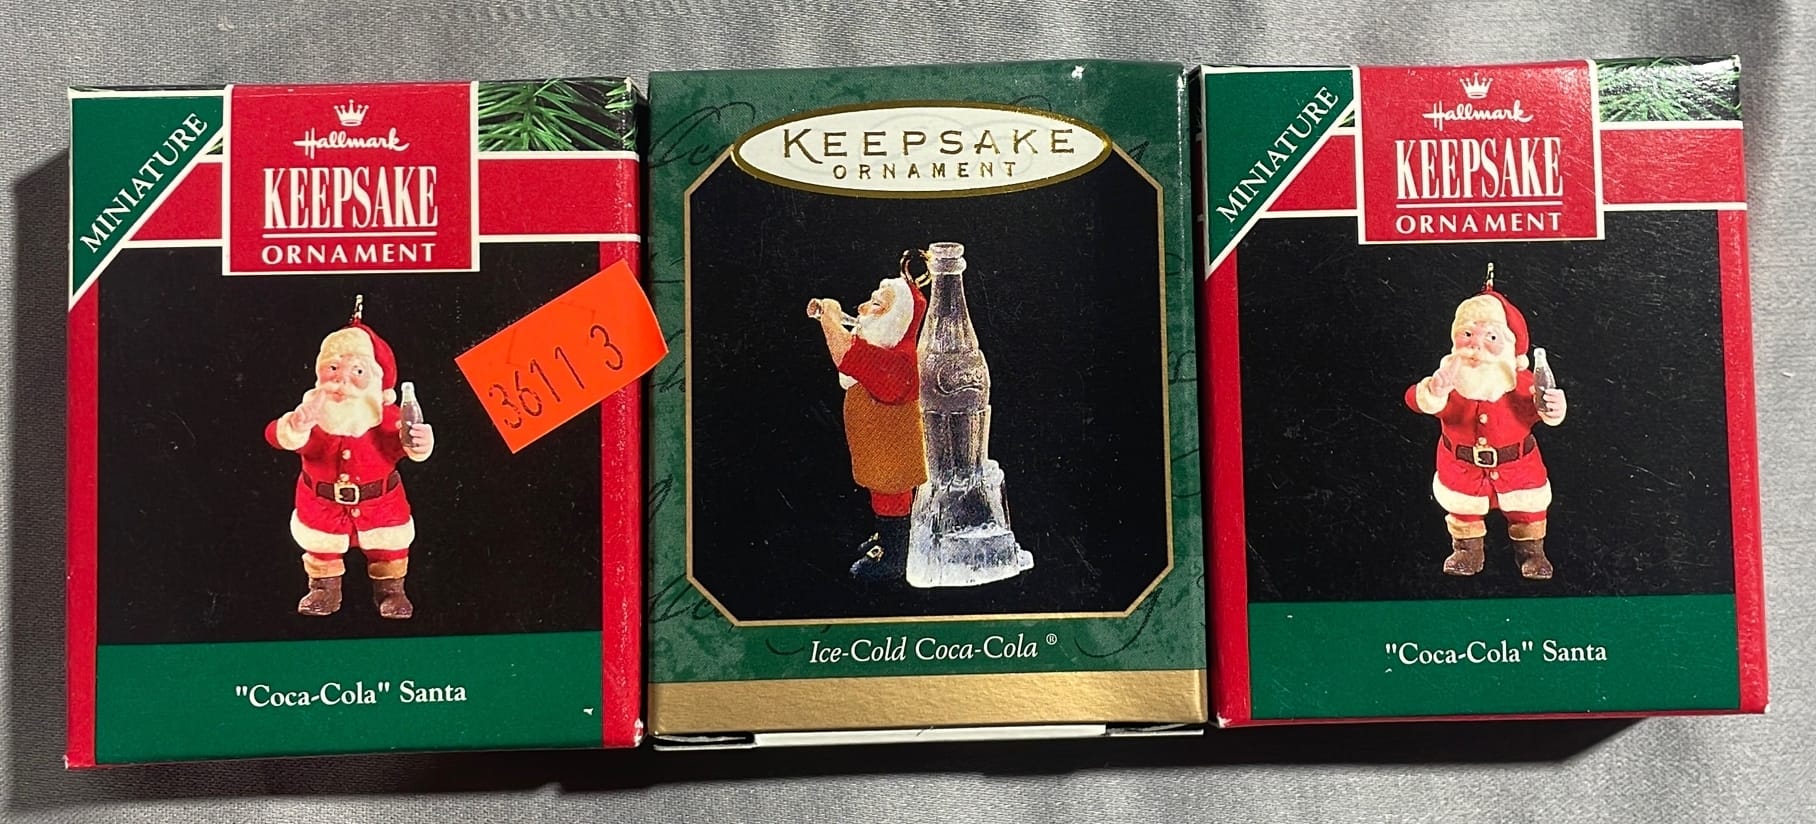 MINIATURE
Hallmark
KEEPSAKE
ORNAMENT
3611 3
"Coca-Cola" Santa
KEEPSAKE
ORNAMENT
Ice-Cold Coca-Cola®
MINIATURE
Hallmark
KEEPSAKE
ORNAMENT
"Coca-Cola" Santa